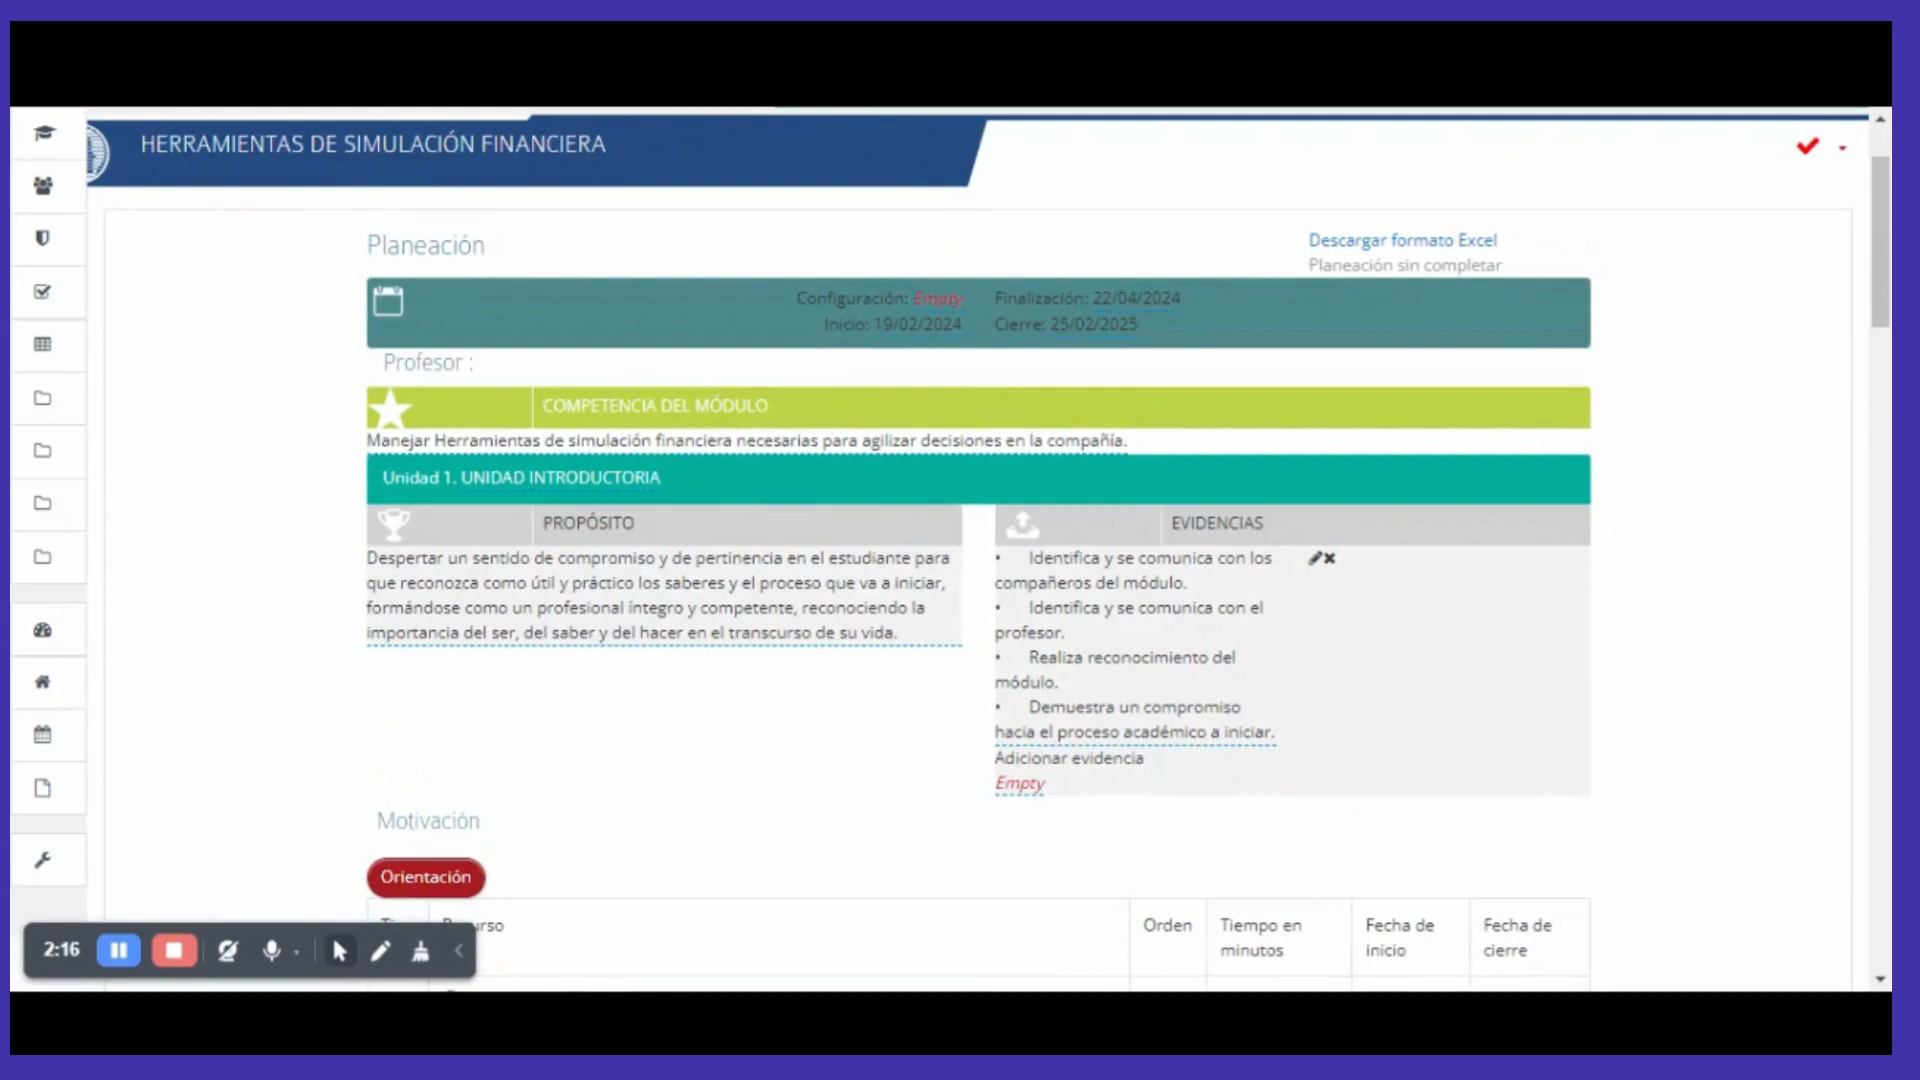 HERRAMIENTAS DE SIMULACIÓN FINANCIERA
Planeación
Descargar formato Excel
Planeación sin completar
Configuración: Empty
Finalización: 22/04/2024
Inicio: 19/02/2024
Cierre: 25/02/2025
Profesor :
COMPETENCIA DEL MÓDULO
Manejar Herramientas de simulación financiera necesarias para agilizar decisiones en la compañía.
Unidad 1. UNIDAD INTRODUCTORIA
PROPÓSITO
Despertar un sentido de compromiso y de pertinencia en el estudiante para
que reconozca como útil y práctico los saberes y el proceso que va a iniciar,
formándose como un profesional íntegro y competente, reconociendo la
importancia del ser, del saber y del hacer en el transcurso de su vida.
EVIDENCIAS
• Identifica y se comunica con los
compañeros del módulo.
• Identifica y se comunica con el
profesor.
• Realiza reconocimiento del
módulo.
• Demuestra un compromiso
hacia el proceso académico a iniciar.
Adicionar evidencia
Empty
Motivación
Orientación
Orden
Tiempo en
minutos
Fecha de
inicio
Fecha de
cierre
2:16